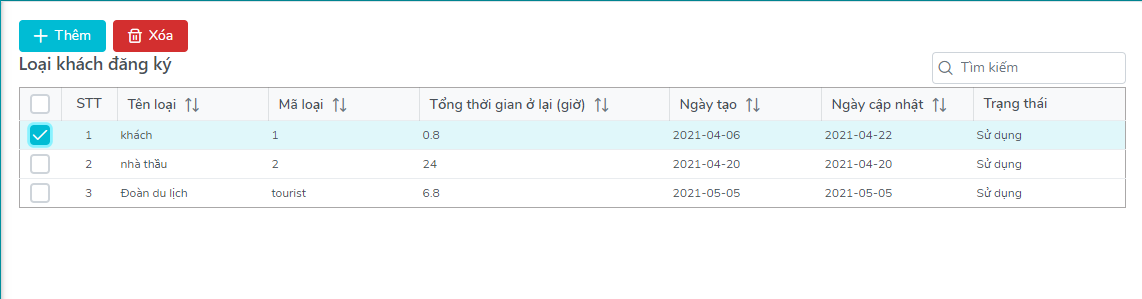 Thêm Xóa
Loại khách đăng ký
Tìm kiếm
STT Tên loại Mã loại Tổng thời gian ở lại (giờ) Ngày tạo Ngày cập nhật Trạng thái
1 khách 1 0.8 2021-04-06 2021-04-22 Sử dụng
2 nhà thầu 2 24 2021-04-20 2021-04-20 Sử dụng
3 Đoàn du lịch tourist 6.8 2021-05-05 2021-05-05 Sử dụng